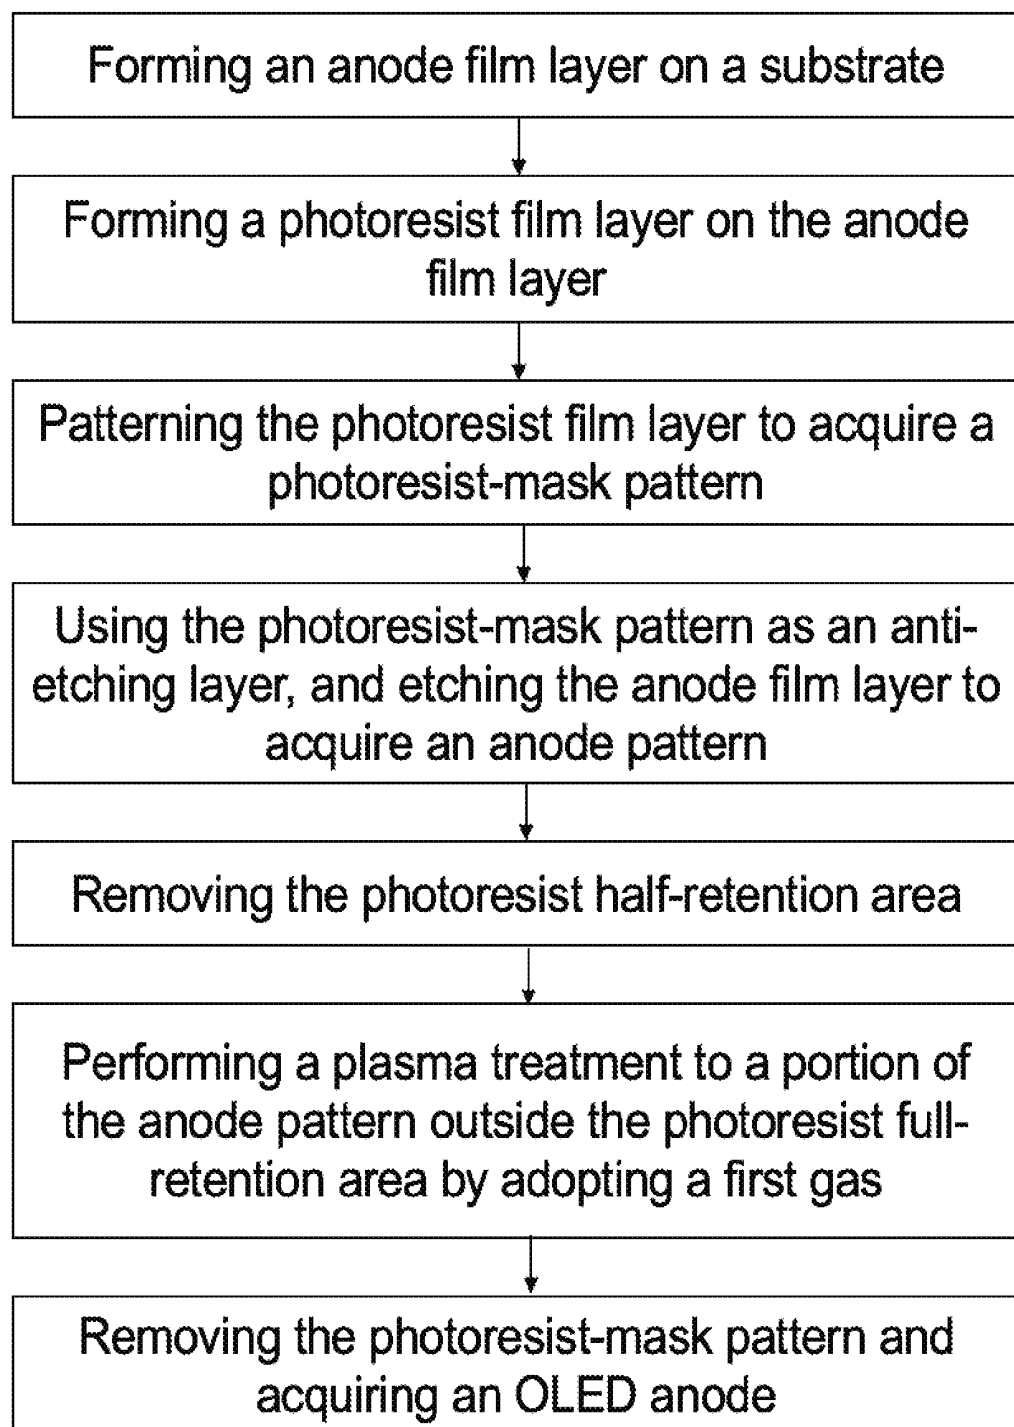 Forming an anode film layer on a substrate
Forming a photoresist film layer on the anode
film layer
Patterning the photoresist film layer to acquire a
photoresist-mask pattern
Using the photoresist-mask pattern as an anti-
etching layer, and etching the anode film layer to
acquire an anode pattern
Removing the photoresist half-retention area
Performing a plasma treatment to a portion of
the anode pattern outside the photoresist full-
retention area by adopting a first gas
Removing the photoresist-mask pattern and
acquiring an OLED anode